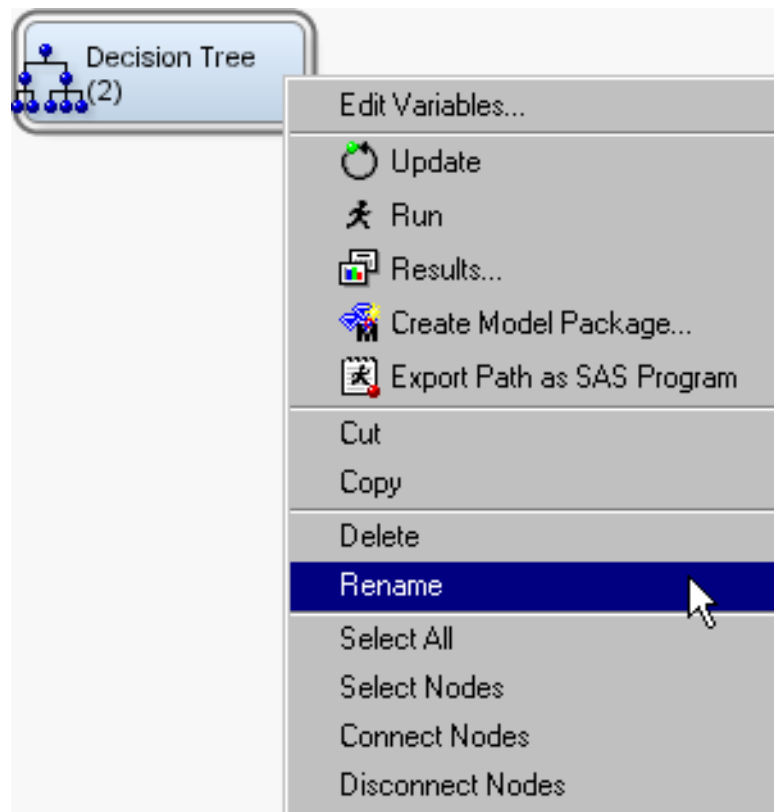 Decision Tree
(2)
Edit Variables...
Update
Run
Results...
Create Model Package...
Export Path as SAS Program
Cut
Copy
Delete
Rename
Select All
Select Nodes
Connect Nodes
Disconnect Nodes